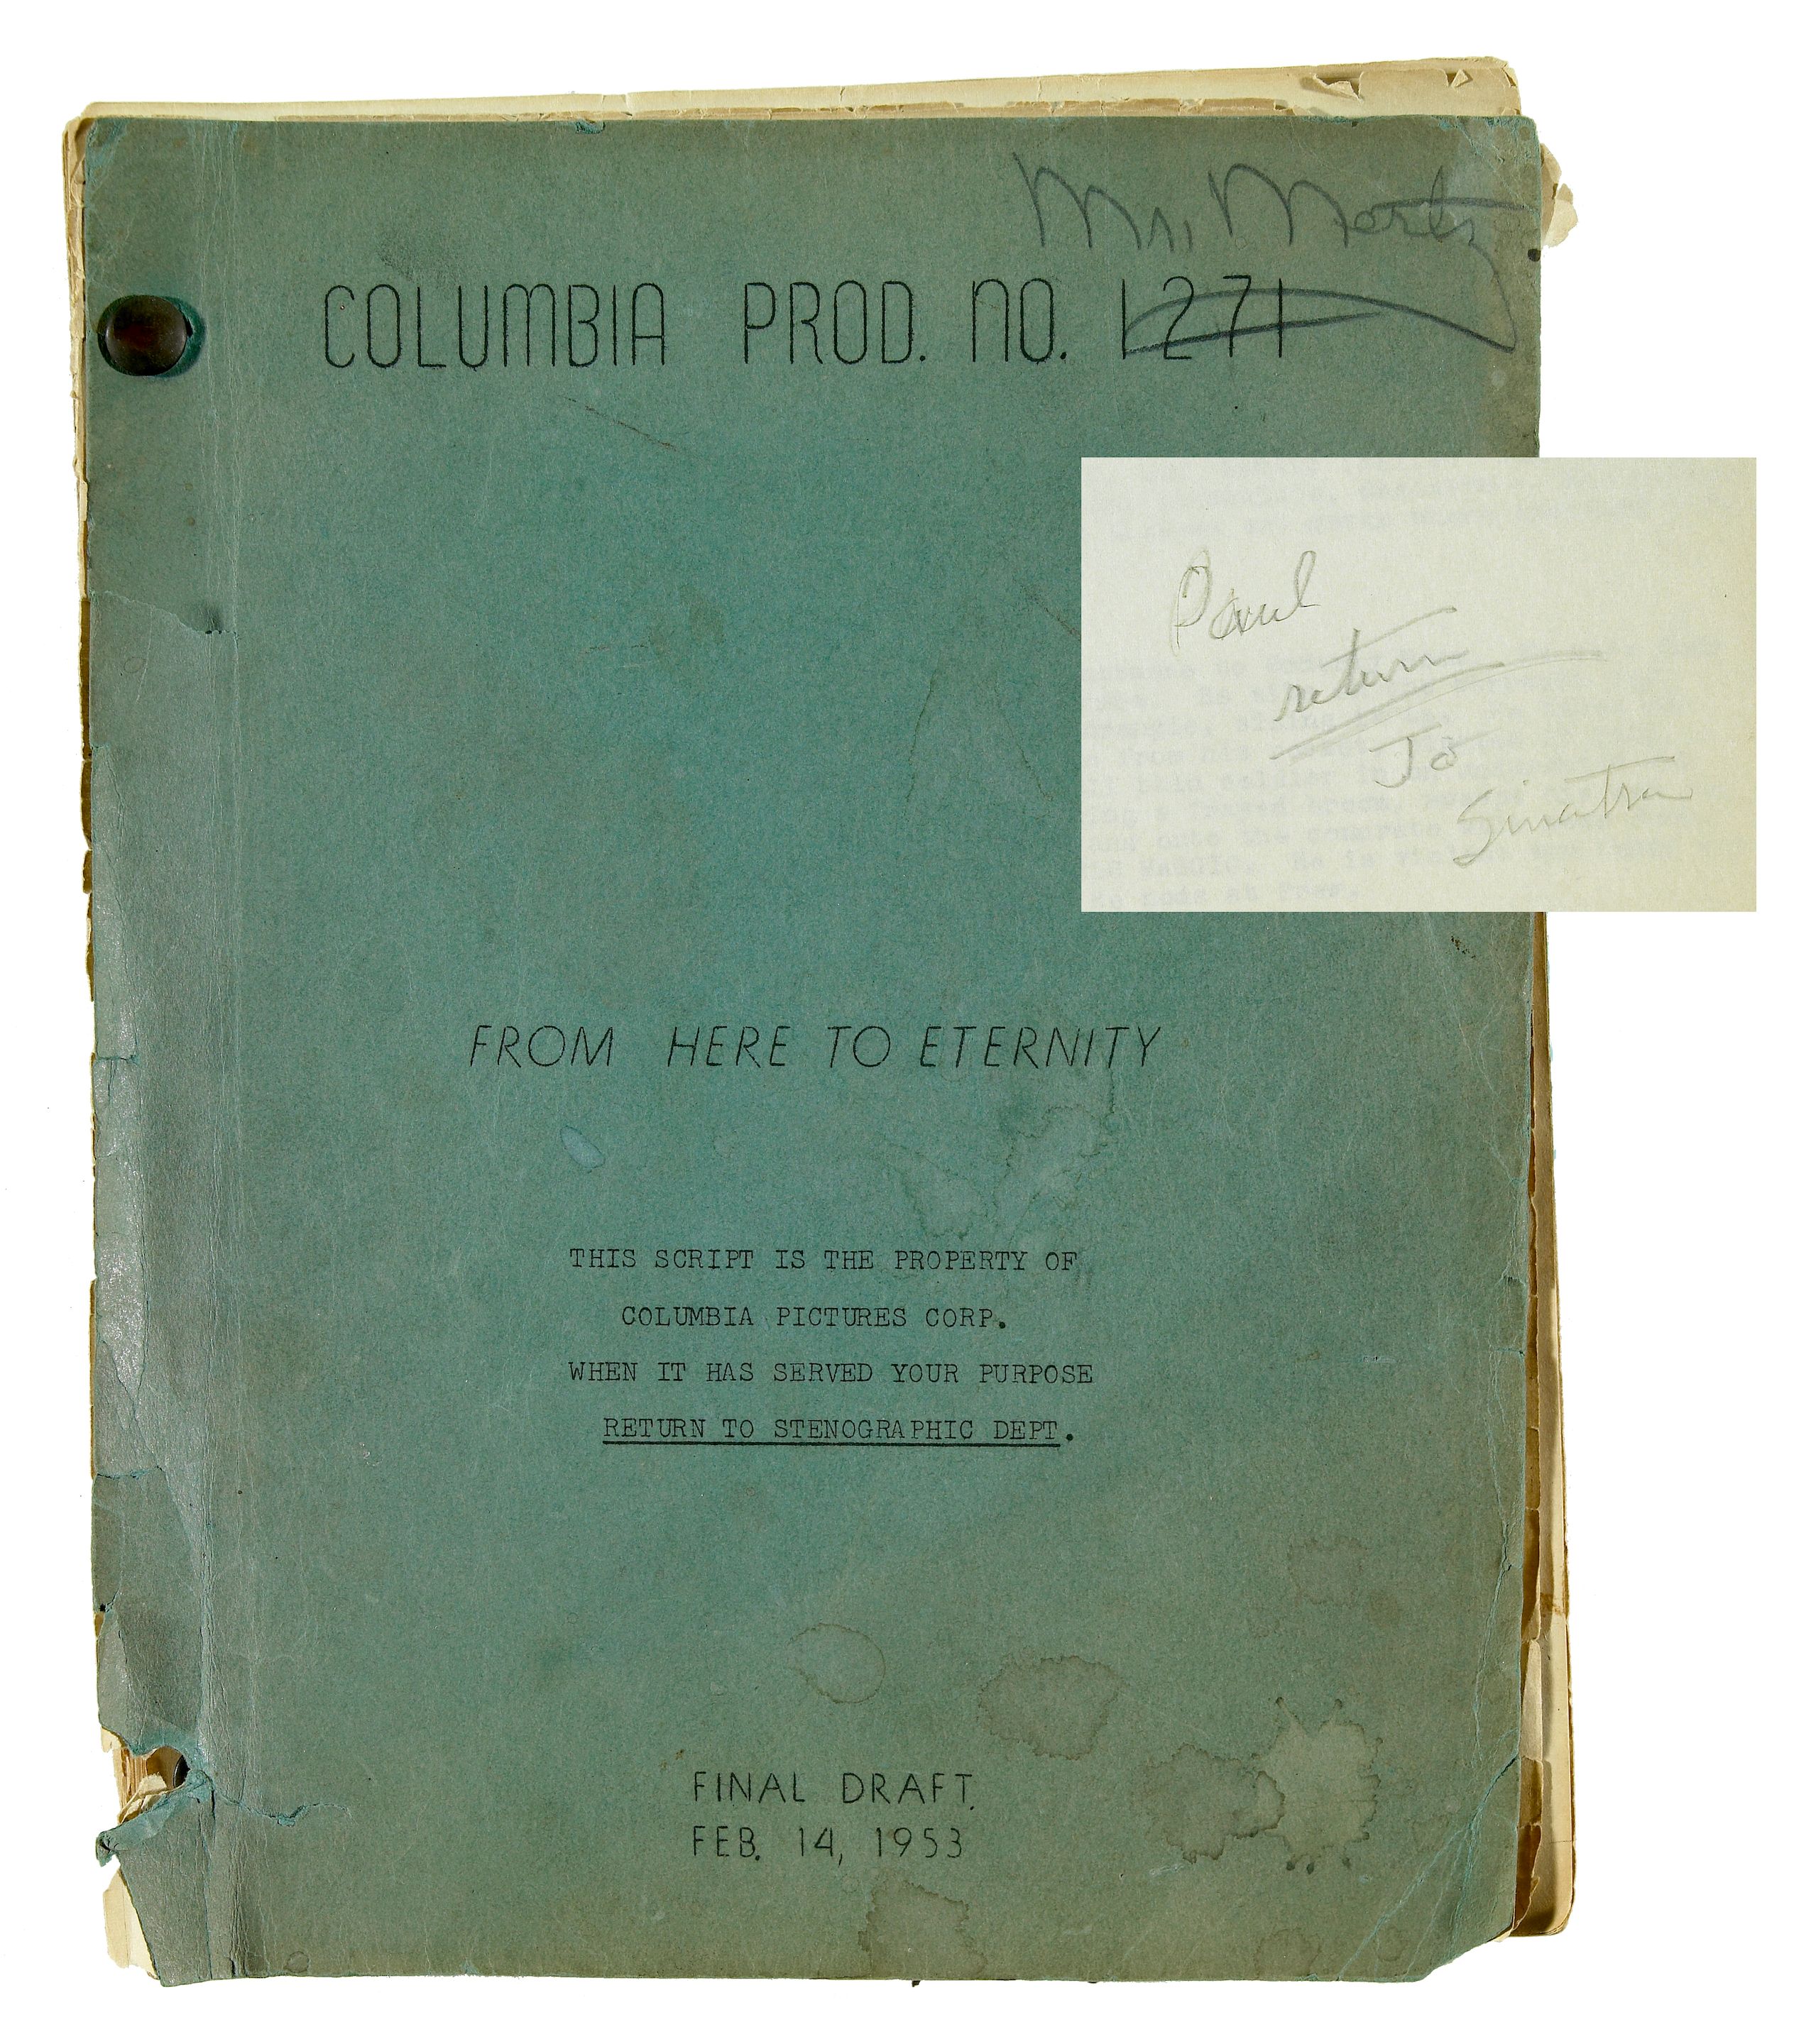 Mr. Mertz
COLUMBIA PROD. NO. 1271
FROM HERE TO ETERNITY
THIS SCRIPT IS THE PROPERTY OF
COLUMBIA PICTURES CORP.
WHEN IT HAS SERVED YOUR PURPOSE
RETURN TO STENOGRAPHIC DEPT.
FINAL DRAFT.
FEB. 14, 1953
Paul
return
To
Sinatra